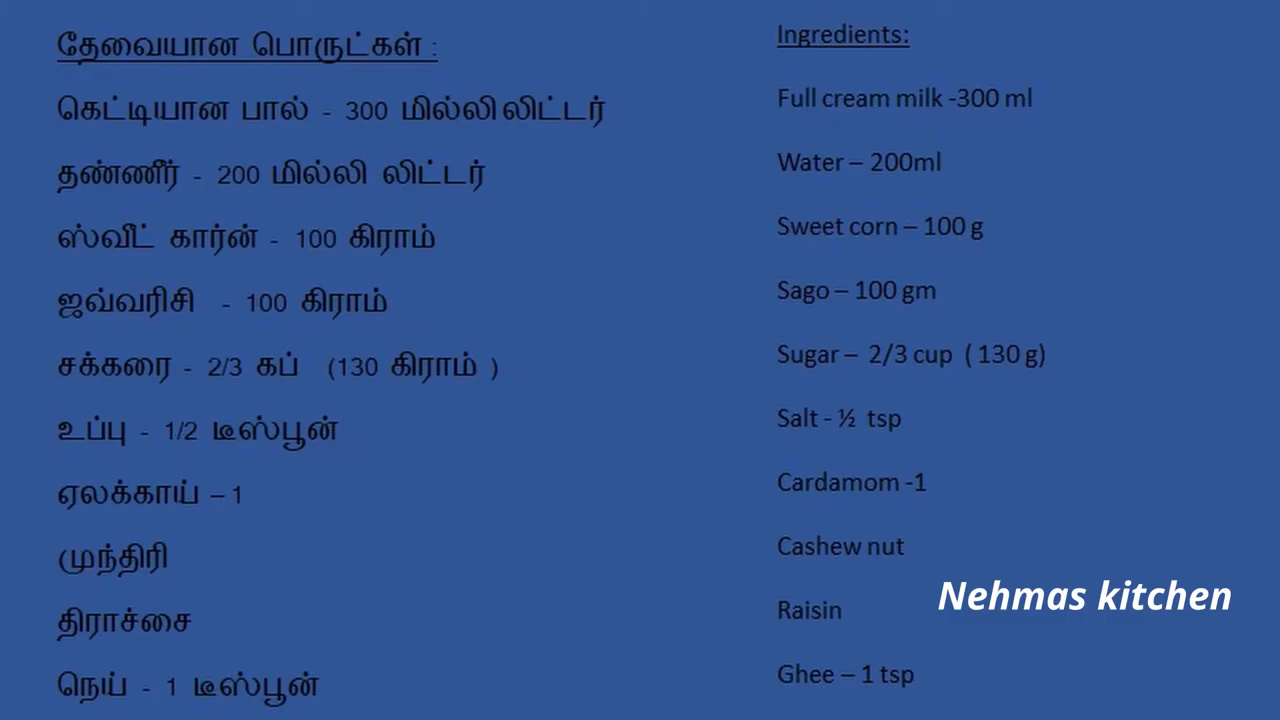 தேவையான பொருட்கள் :
கெட்டியான பால் - 300 மில்லி லிட்டர்
தண்ணீர் - 200 மில்லி லிட்டர்
ஸ்வீட் கார்ன் - 100 கிராம்
ஜவ்வரிசி - 100 கிராம்
சக்கரை - 2/3 கப் (130 கிராம் )
உப்பு - 1/2 டீஸ்பூன்
ஏலக்காய் – 1
முந்திரி
திராச்சை
நெய் - 1 டீஸ்பூன்
Ingredients:
Full cream milk -300 ml
Water – 200ml
Sweet corn – 100 g
Sago – 100 gm
Sugar – 2/3 cup ( 130 g)
Salt - ½ tsp
Cardamom -1
Cashew nut
Raisin
Ghee – 1 tsp
Nehmas kitchen